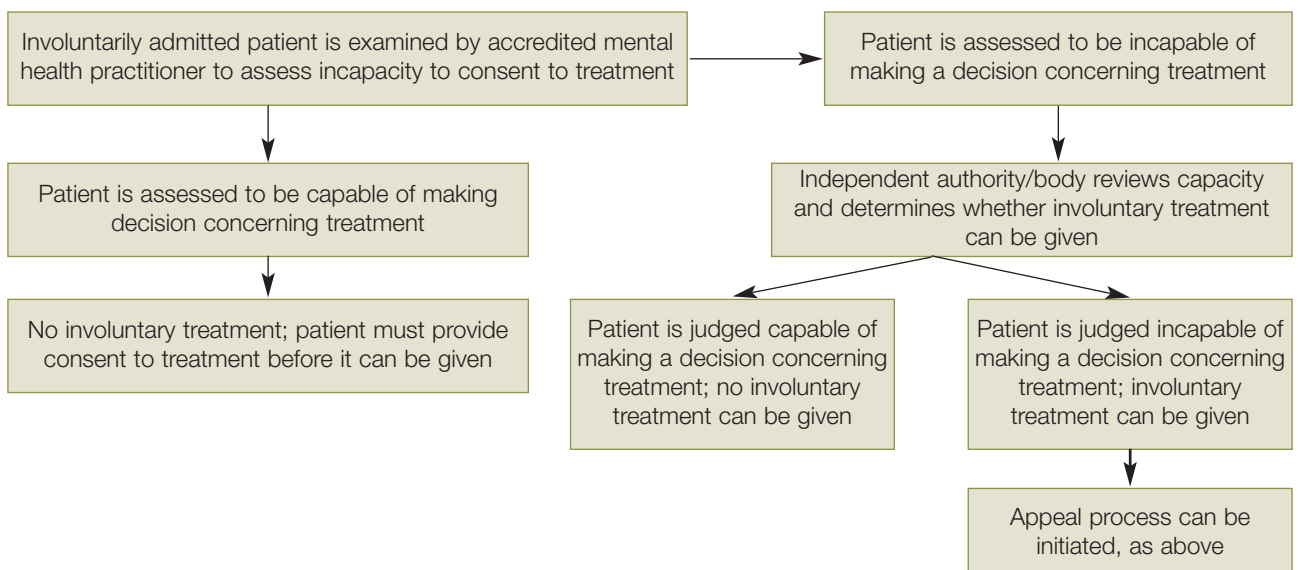 Involuntarily admitted patient is examined by accredited mental
health practitioner to assess incapacity to consent to treatment
Patient is assessed to be incapable of
making a decision concerning treatment
Patient is assessed to be capable of making
decision concerning treatment
Independent authority/body reviews capacity
and determines whether involuntary treatment
can be given
No involuntary treatment; patient must provide
consent to treatment before it can be given
Patient is judged capable of
making a decision concerning
treatment; no involuntary
treatment can be given
Patient is judged incapable of
making a decision concerning
treatment; involuntary
treatment can be given
Appeal process can be
initiated, as above